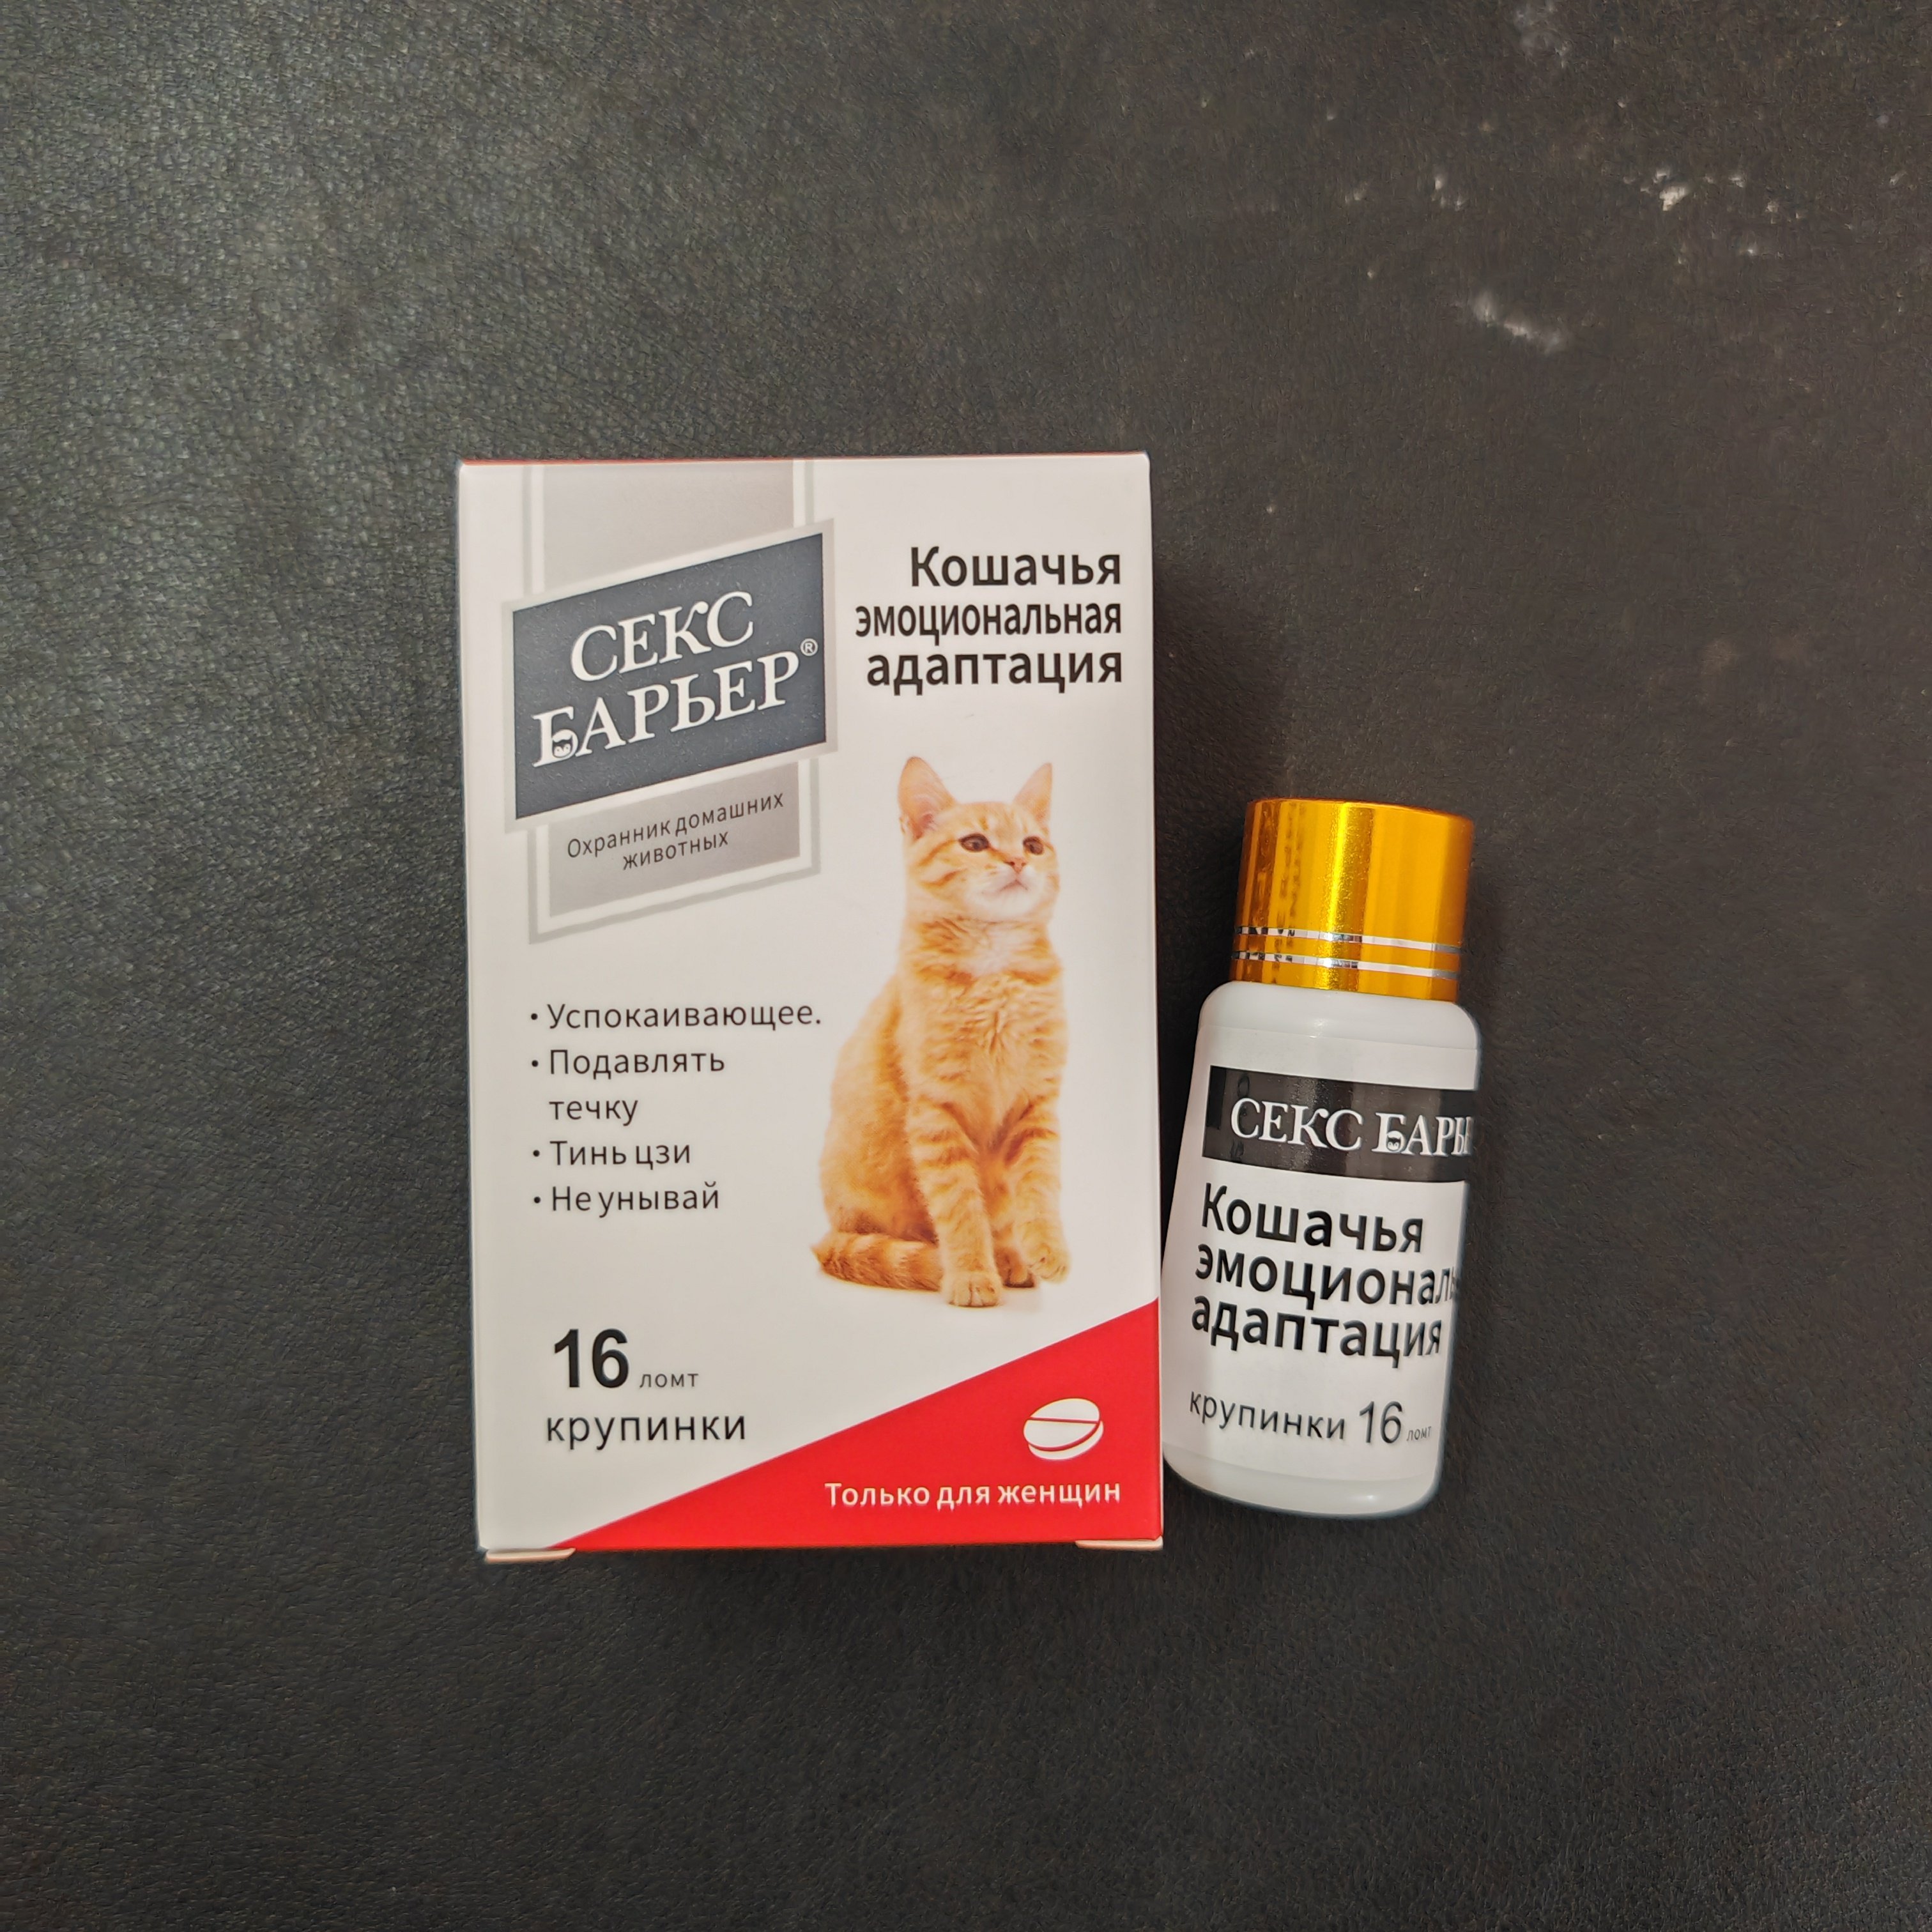 СЕКС
БАРЬЕР®
Охранник домашних
животных
Кошачья
эмоциональная
адаптация
• Успокаивающее.
• Подавлять
течку
• Тинь цзи
• Не унывай
16 ломт
крупинки
Только для женщин
СЕКС БАРЬ
Кошачья
эмоциональ
адаптация
крупинки 16 ломт